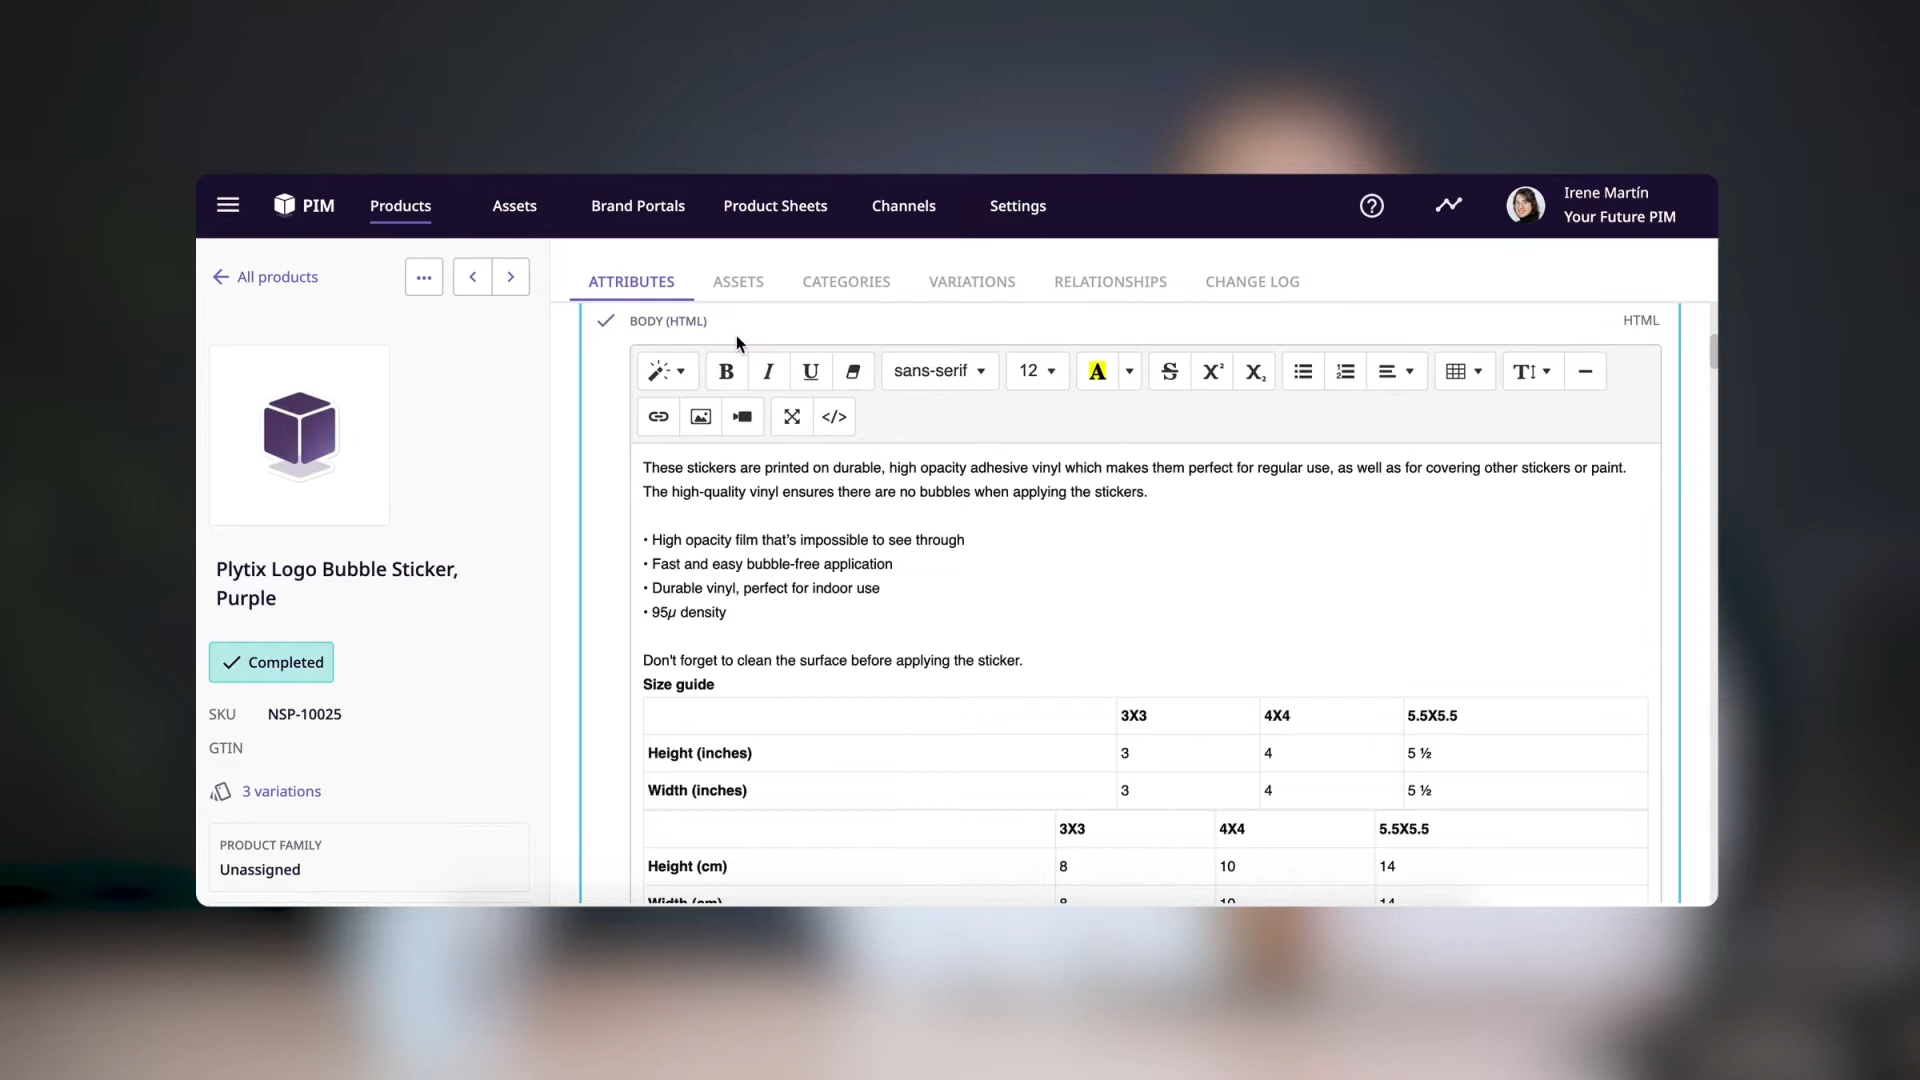 PIM
Products
Assets
Brand Portals
Product Sheets
Channels
Settings
?
Irene Martín
Your Future PIM
All products
ATTRIBUTES
ASSETS
CATEGORIES
VARIATIONS
RELATIONSHIPS
CHANGE LOG
BODY (HTML)
HTML
B I U sans-serif 12 A S X² X₂ T
</>
These stickers are printed on durable, high opacity adhesive vinyl which makes them perfect for regular use, as well as for covering other stickers or paint.
The high-quality vinyl ensures there are no bubbles when applying the stickers.
• High opacity film that's impossible to see through
• Fast and easy bubble-free application
• Durable vinyl, perfect for indoor use
• 95µ density
Don't forget to clean the surface before applying the sticker.
Size guide
3X3 4X4 5.5X5.5
Height (inches) 3 4 5 ½
Width (inches) 3 4 5 ½
3X3 4X4 5.5X5.5
Height (cm) 8 10 14
Width (cm) 8 10 14
Plytix Logo Bubble Sticker,
Purple
Completed
SKU NSP-10025
GTIN
3 variations
PRODUCT FAMILY
Unassigned